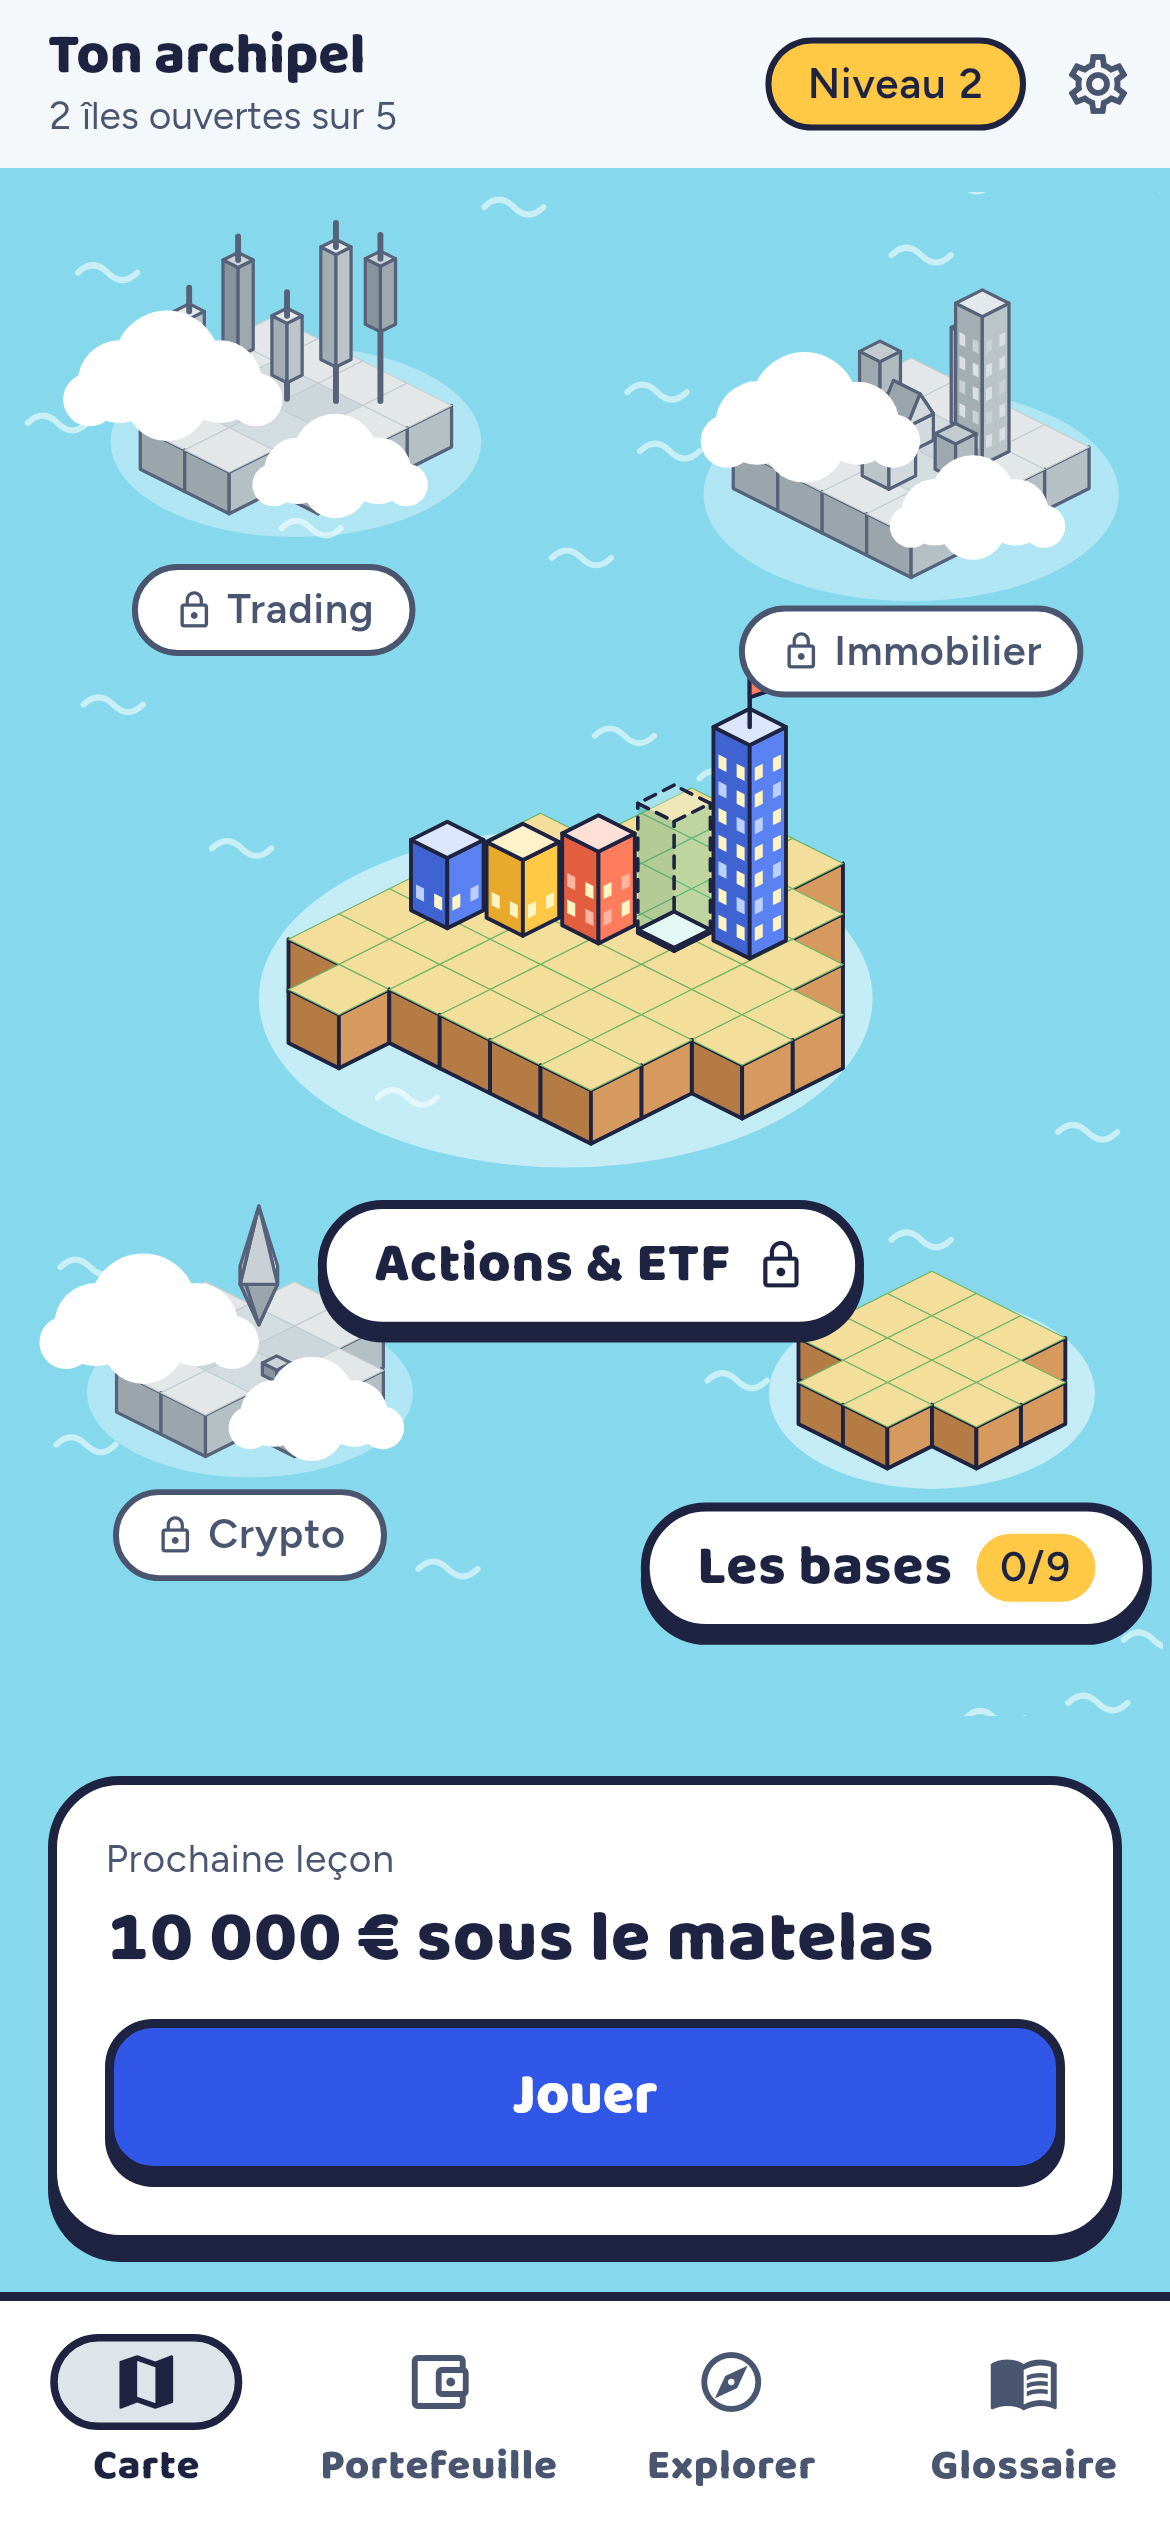 Ton archipel
2 îles ouvertes sur 5
Niveau 2
Trading
Immobilier
Actions & ETF
Crypto
Les bases 0/9
Prochaine leçon
10 000 € sous le matelas
Jouer
Carte
Portefeuille
Explorer
Glossaire